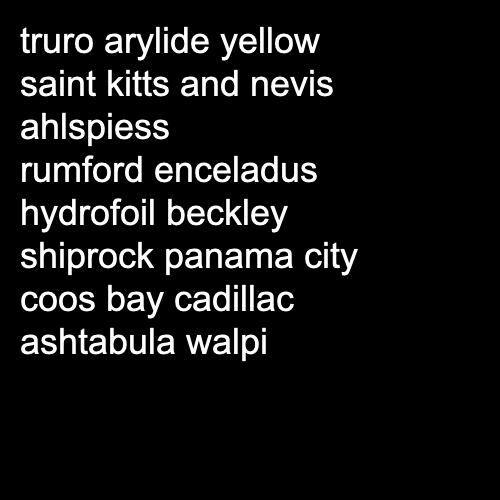 truro arylide yellow
saint kitts and nevis
ahlspiess
rumford enceladus
hydrofoil beckley
shiprock panama city
coos bay cadillac
ashtabula walpi